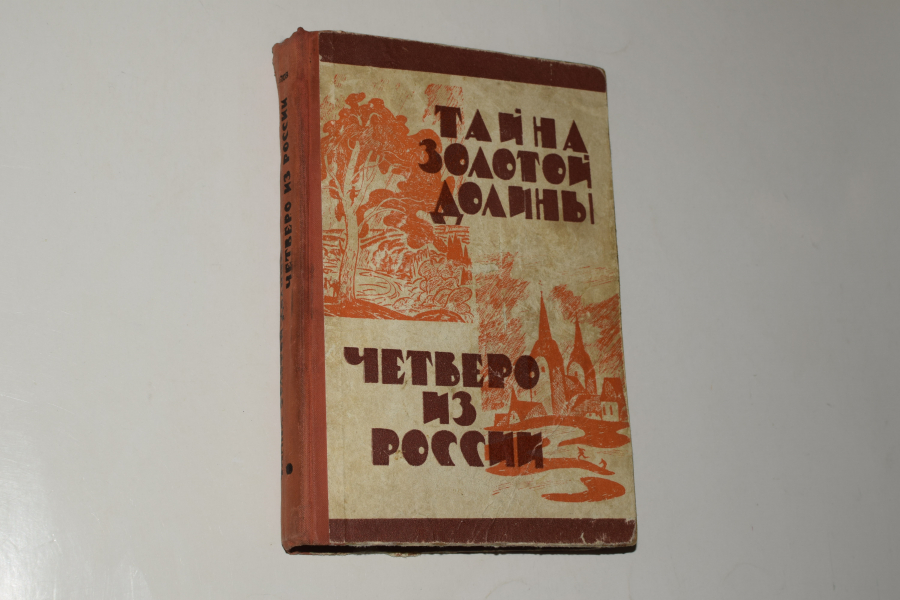 ТАЙНА
ЗОЛОТОЙ
ДОЛИНЫ
ЧЕТВЕРО
ИЗ
РОССИИ
ЧЕТВЕРО ИЗ РОССИИ